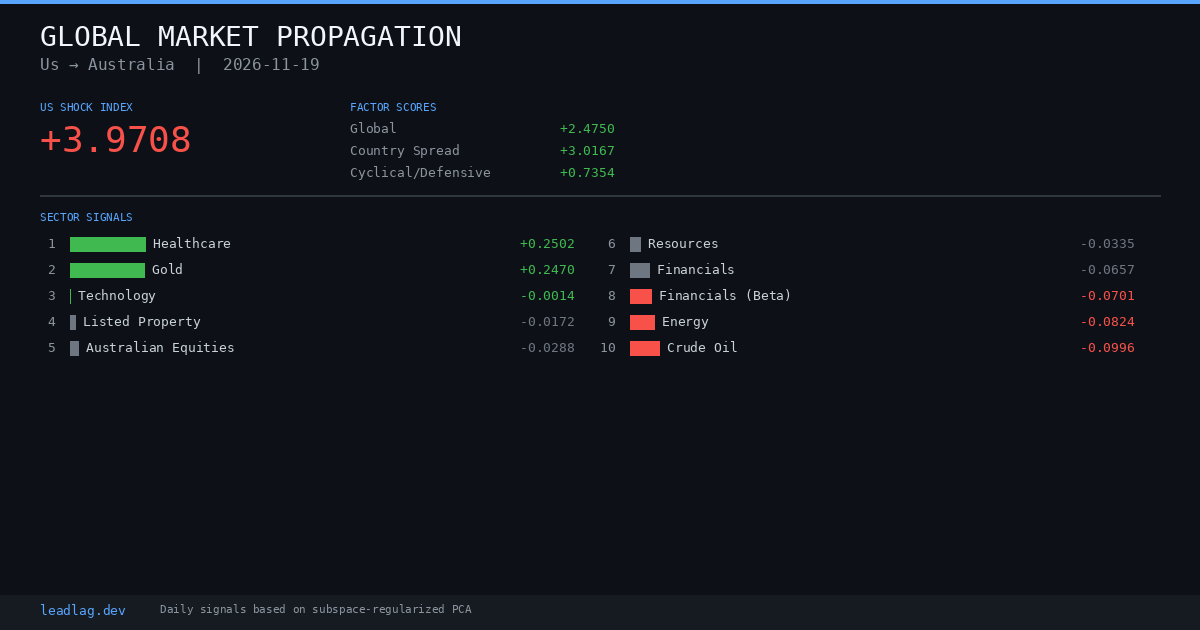 GLOBAL MARKET PROPAGATION
Us → Australia | 2026-11-19
US SHOCK INDEX
+3.9708
FACTOR SCORES
Global +2.4750
Country Spread +3.0167
Cyclical/Defensive +0.7354
SECTOR SIGNALS
1 Healthcare +0.2502
2 Gold +0.2470
3 Technology -0.0014
4 Listed Property -0.0172
5 Australian Equities -0.0288
6 Resources -0.0335
7 Financials -0.0657
8 Financials (Beta) -0.0701
9 Energy -0.0824
10 Crude Oil -0.0996
leadlag.dev Daily signals based on subspace-regularized PCA